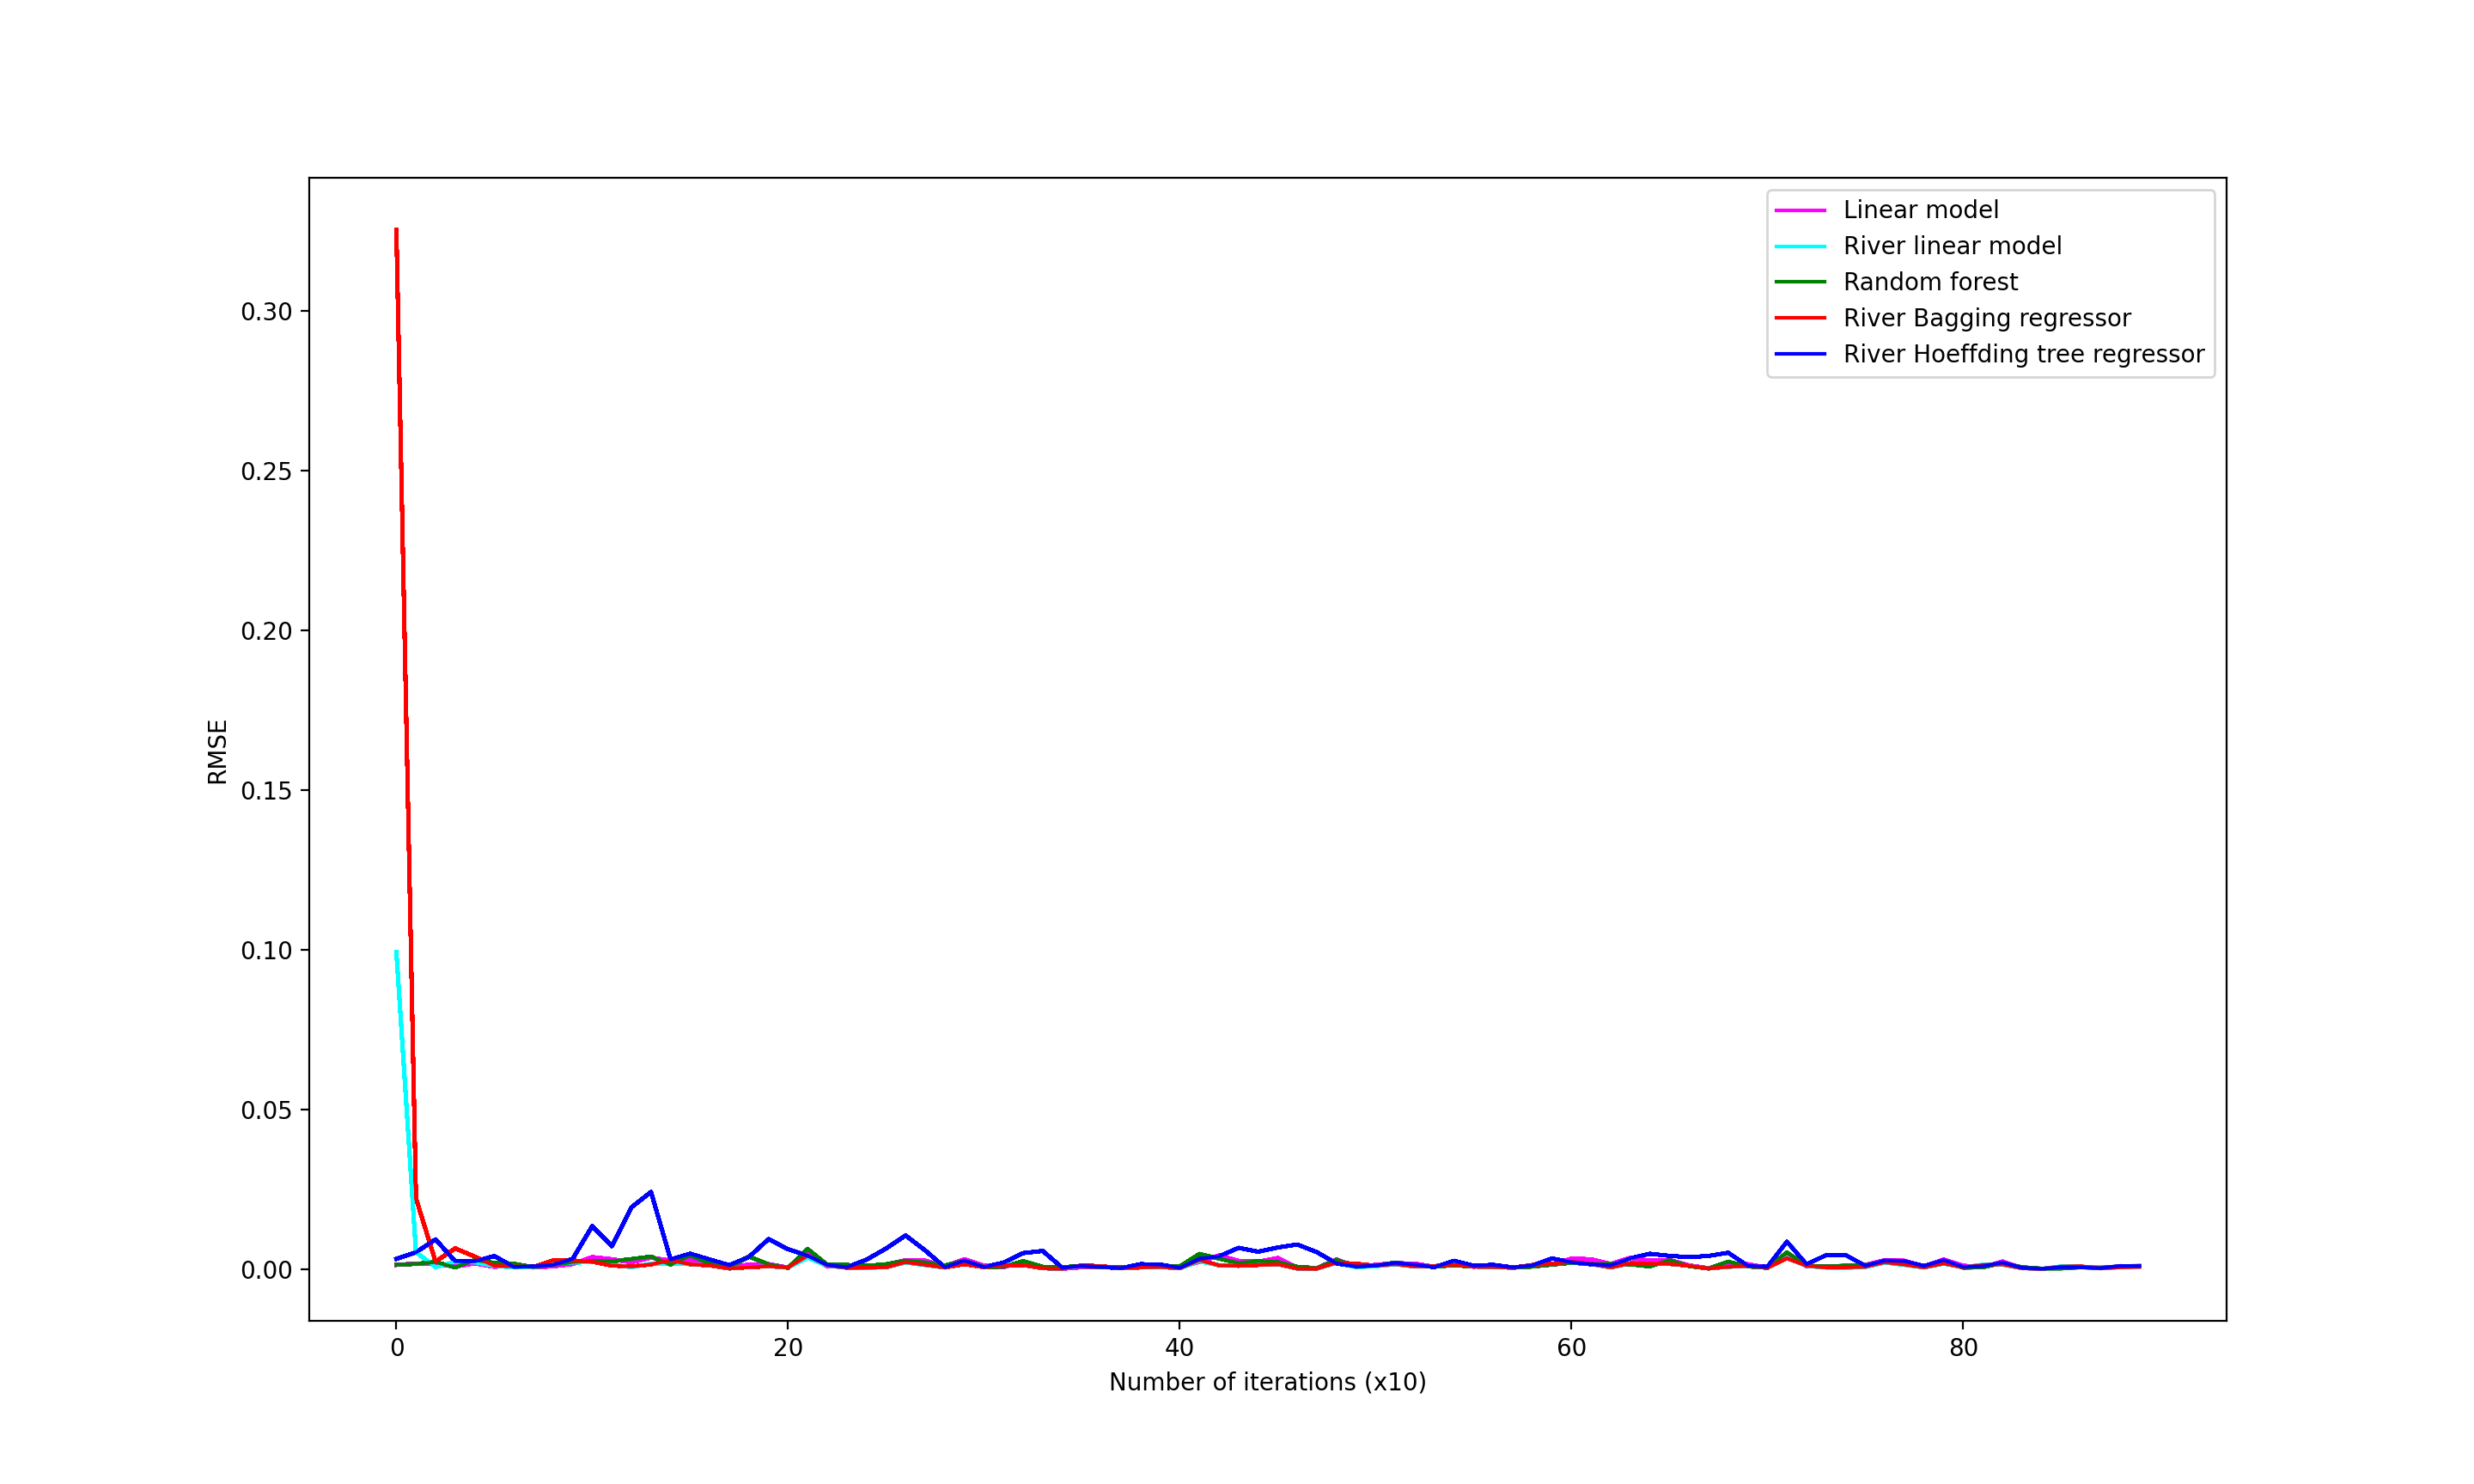 Linear model
River linear model
Random forest
River Bagging regressor
River Hoeffding tree regressor
0.30
0.25
0.20
0.15
0.10
0.05
0.00
RMSE
0 20 40 60 80
Number of iterations (x10)